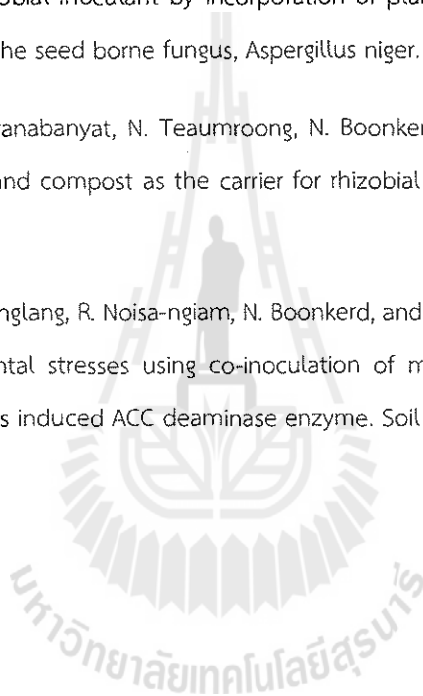 obial inoculant by incorporation of pla
he seed borne fungus, Aspergillus niger.
anabanyat, N. Teaumroong, N. Boonker
and compost as the carrier for rhizobial
nglang, R. Noisa-ngiam, N. Boonkerd, and
ntal stresses using co-inoculation of m
s induced ACC deaminase enzyme. Soil
มหาวิทยาลัยเทคโนโลยีสุรนารี